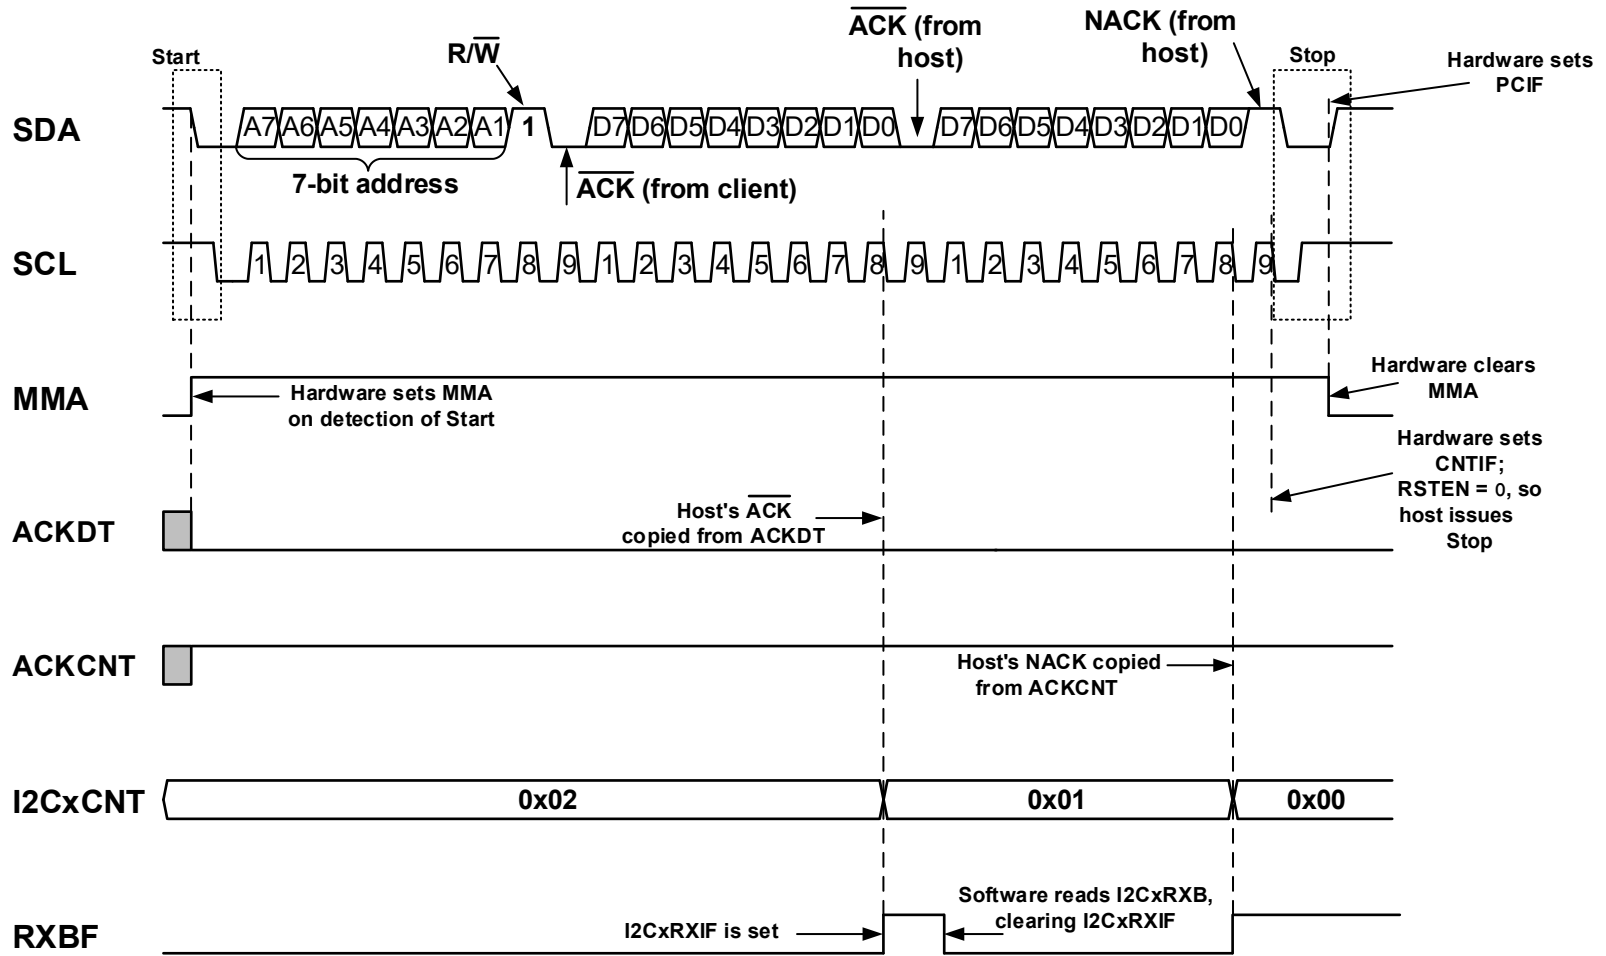 ACK (from
host)
NACK (from
host)
Start
R/W
Stop
Hardware sets
PCIF
SDA
A7 A6 A5 A4 A3 A2 A1 1 D7 D6 D5 D4 D3 D2 D1 D0 D7 D6 D5 D4 D3 D2 D1 D0
7-bit address
ACK (from client)
SCL
1 2 3 4 5 6 7 8 9 1 2 3 4 5 6 7 8 9 1 2 3 4 5 6 7 8 9
MMA
Hardware sets MMA
on detection of Start
Hardware clears
MMA
Hardware sets
CNTIF;
RSTEN = 0, so
host issues
Stop
ACKDT
Host's ACK
copied from ACKDT
ACKCNT
Host's NACK copied
from ACKCNT
I2CxCNT
0x02
0x01
0x00
RXBF
I2CxRXIF is set
Software reads I2CxRXB,
clearing I2CxRXIF